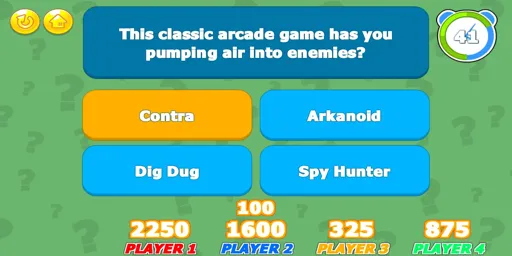 This classic arcade game has you
pumping air into enemies?
41
Contra
Arkanoid
Dig Dug
Spy Hunter
100
2250
1600
325
875
PLAYER 1
PLAYER 2
PLAYER 3
PLAYER 4